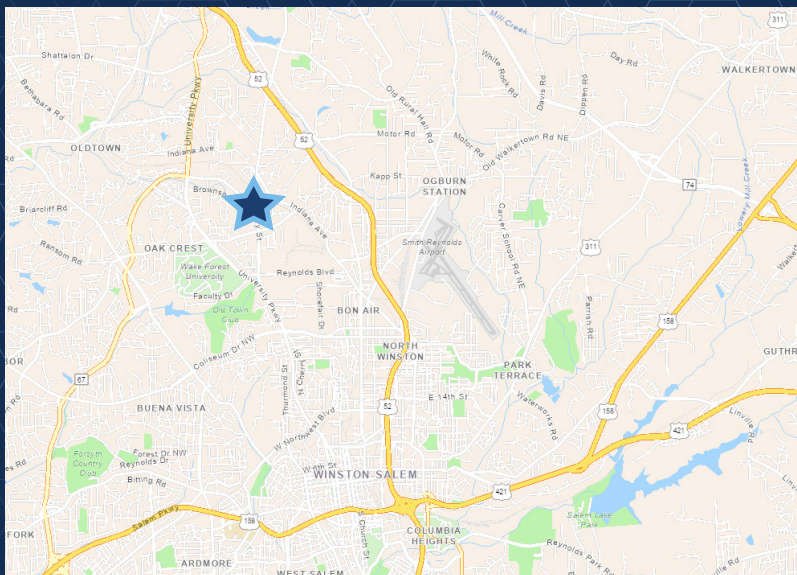 311
Mill Creek
Shattalon Dr
52
White Rock Rd
Day Rd
WALKERTOWN
Bethabara Rd
University Pkwy
Old Rural Hall Rd
Davis Rd
Dippen Rd
OLDTOWN
Indiana Ave
52
Motor Rd
Motor Rd
Old Walkertown Rd NE
Rd
Kapp St
OGBURN
STATION
74
Lowery Mill Creek
Briarcliff Rd
Indiana Ave
Carver School Rd NE
Ransom Rd
OAK CREST
Smith Reynolds
Airport
311
Wake Forest
University
Reynolds Blvd
Faculty Dr
University Pkwy
Shorefair Dr
Old Town
Club
BON AIR
Parrish Rd
158
Rd
Coliseum Dr NW
NORTH
WINSTON
PARK
TERRACE
67
Thurmond St
N Cherry St
52
E 14th St
BUENA VISTA
Waterworks Rd
158
Linville Rd
421
N Northwest Blvd
Forsyth
Country
Club
Forest Dr NW
Reynolds Dr
Bitting Rd
W 5th St
WINSTON-SALEM
421
Salem Pkwy
158
Salem Lake
Park
S Church St
COLUMBIA
HEIGHTS
Reynolds Park Rd
ARDMORE
WEST SALEM